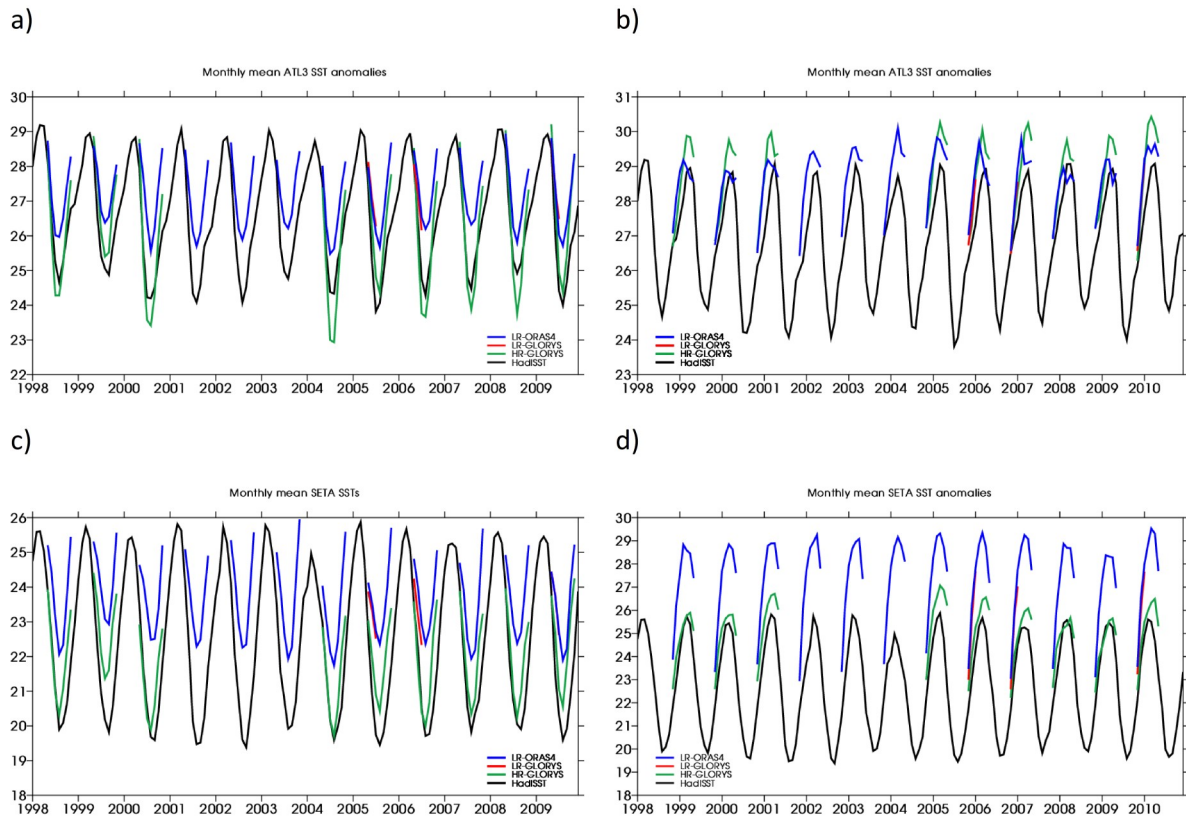 a)
Monthly mean ATL3 SST anomalies
30
29
28
27
26
25
24
23
22
LR-ORAS4
LR-GLORYS
HR-GLORYS
HadISST
1998 1999 2000 2001 2002 2003 2004 2005 2006 2007 2008 2009
b)
Monthly mean ATL3 SST anomalies
31
30
29
28
27
26
25
24
23
LR-ORAS4
LR-GLORYS
HR-GLORYS
HadISST
1998 1999 2000 2001 2002 2003 2004 2005 2006 2007 2008 2009 2010
c)
Monthly mean SETA SSTs
26
25
24
23
22
21
20
19
18
LR-ORAS4
LR-GLORYS
HR-GLORYS
HadISST
1998 1999 2000 2001 2002 2003 2004 2005 2006 2007 2008 2009
d)
Monthly mean SETA SST anomalies
30
29
28
27
26
25
24
23
22
21
20
19
18
LR-ORAS4
LR-GLORYS
HR-GLORYS
HadISST
1998 1999 2000 2001 2002 2003 2004 2005 2006 2007 2008 2009 2010